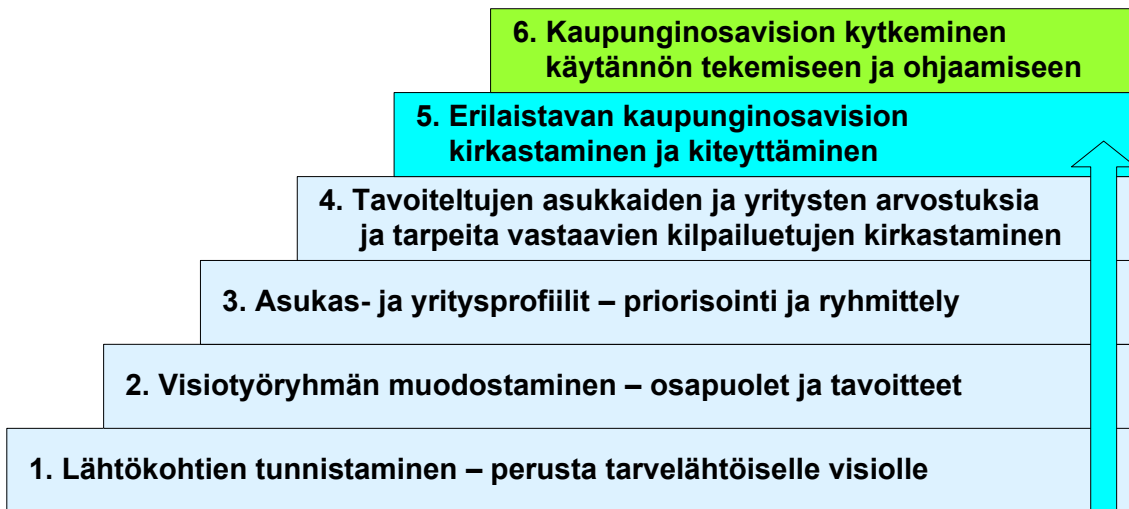 6. Kaupunginosavision kytkeminen
käytännön tekemiseen ja ohjaamiseen
5. Erilaistavan kaupunginosavision
kirkastaminen ja kiteyttäminen
4. Tavoiteltujen asukkaiden ja yritysten arvostuksia
ja tarpeita vastaavien kilpailuetujen kirkastaminen
3. Asukas- ja yritysprofiilit – priorisointi ja ryhmittely
2. Visiotyöryhmän muodostaminen – osapuolet ja tavoitteet
1. Lähtökohtien tunnistaminen – perusta tarvelähtöiselle visiolle